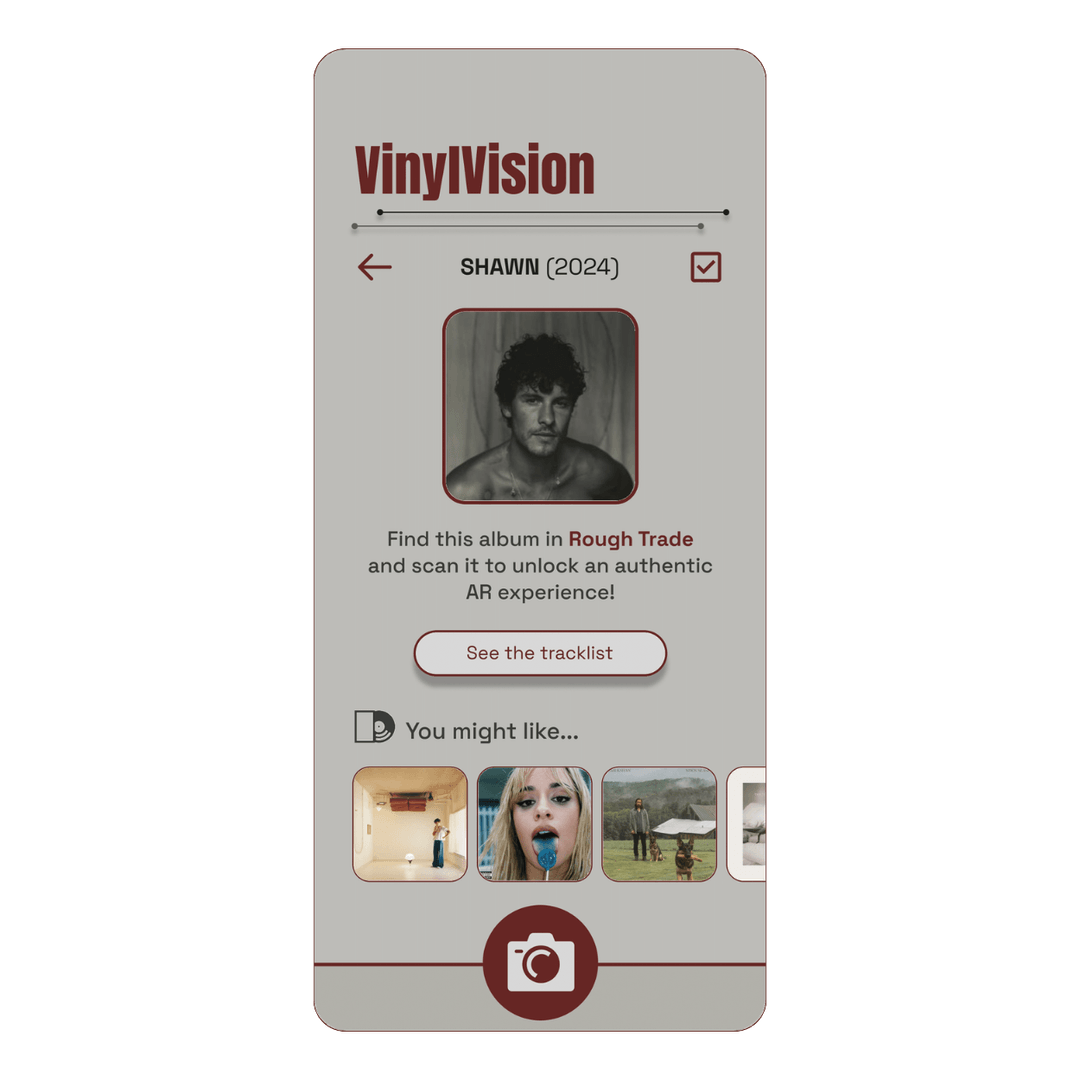 VinylVision
SHAWN (2024)
Find this album in Rough Trade
and scan it to unlock an authentic
AR experience!
See the tracklist
You might like...